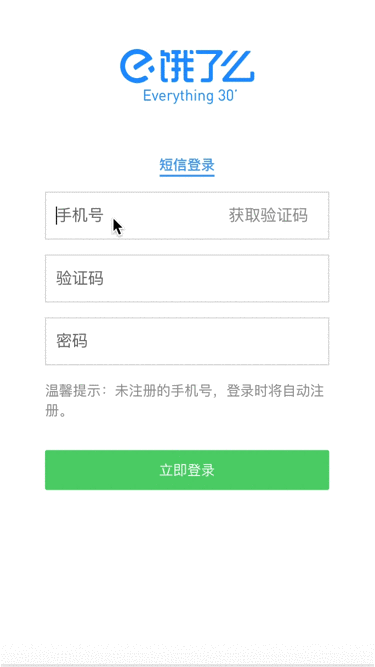 饿了么
Everything 30'
短信登录
手机号 获取验证码
验证码
密码
温馨提示：未注册的手机号，登录时将自动注
册。
立即登录